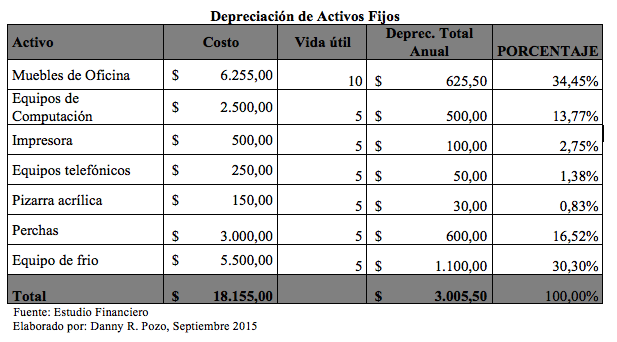 Depreciación de Activos Fijos
Activo Costo Vida útil Deprec. Total Anual PORCENTAJE
Muebles de Oficina $ 6.255,00 10 $ 625,50 34,45%
Equipos de Computación $ 2.500,00 5 $ 500,00 13,77%
Impresora $ 500,00 5 $ 100,00 2,75%
Equipos telefónicos $ 250,00 5 $ 50,00 1,38%
Pizarra acrílica $ 150,00 5 $ 30,00 0,83%
Perchas $ 3.000,00 5 $ 600,00 16,52%
Equipo de frio $ 5.500,00 5 $ 1.100,00 30,30%
Total $ 18.155,00 $ 3.005,50 100,00%
Fuente: Estudio Financiero
Elaborado por: Danny R. Pozo, Septiembre 2015